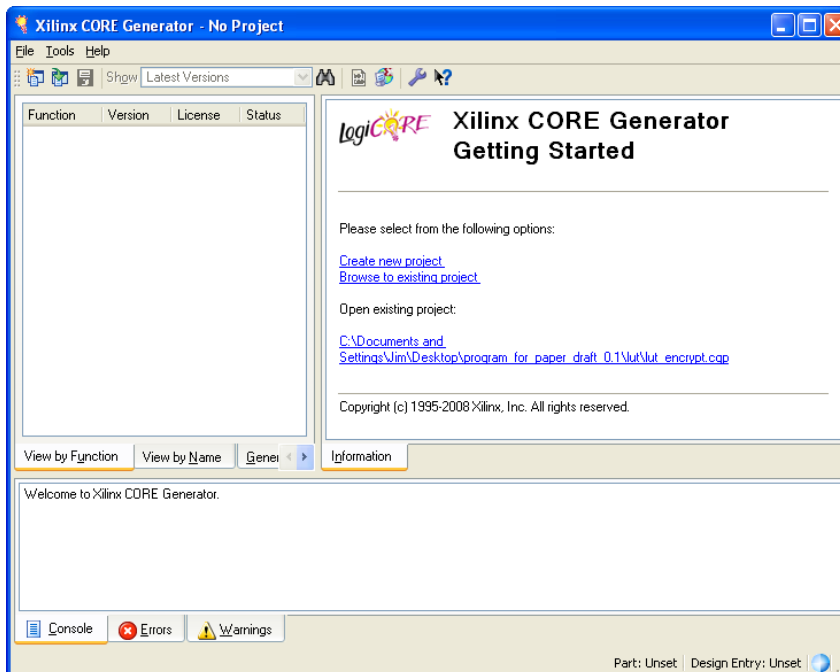 Xilinx CORE Generator - No Project
File Tools Help
Show Latest Versions
Function Version License Status
LogiCORE
Xilinx CORE Generator
Getting Started
Please select from the following options:
Create new project
Browse to existing project
Open existing project:
C:\Documents and
Settings\Jim\Desktop\program_for_paper_draft_0.1\lut\lut_encrypt.cgp
Copyright (c) 1995-2008 Xilinx, Inc. All rights reserved.
View by Function View by Name Gener
Information
Welcome to Xilinx CORE Generator.
Console Errors Warnings
Part: Unset Design Entry: Unset